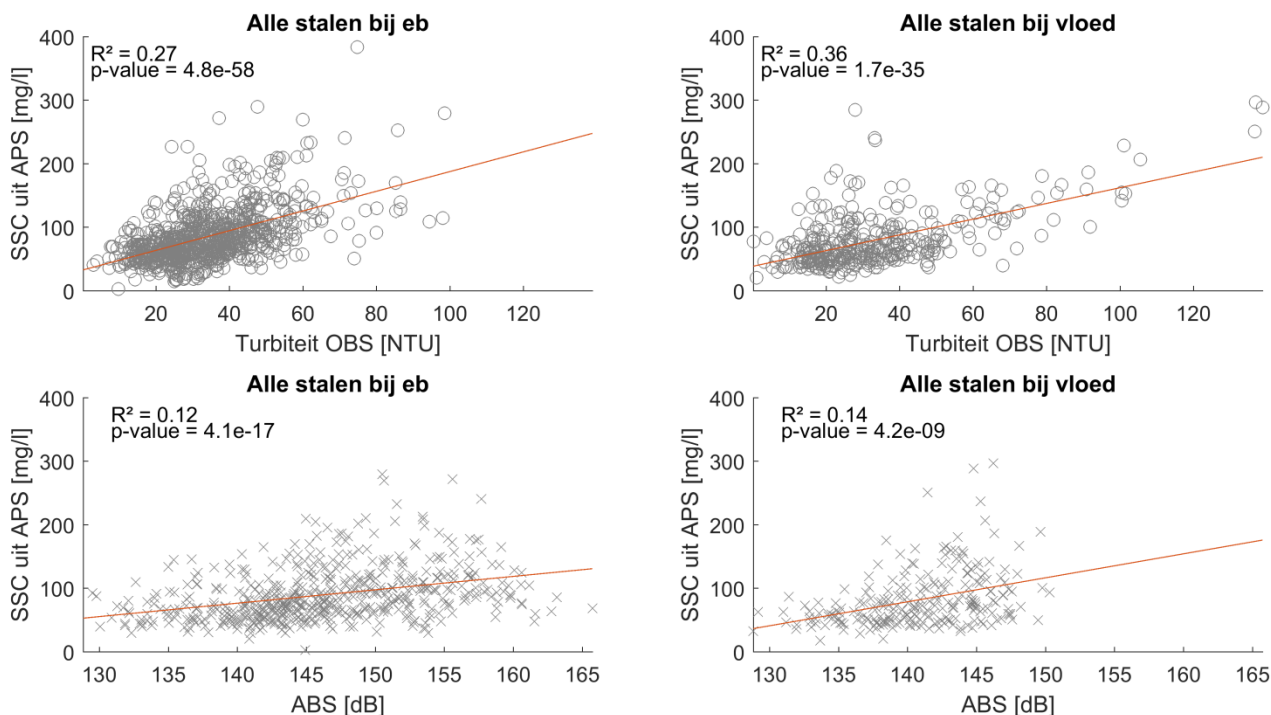 Alle stalen bij eb
R² = 0.27
p-value = 4.8e-58
400
300
200
100
0
SSC uit APS [mg/l]
20 40 60 80 100 120
Turbiteit OBS [NTU]
Alle stalen bij vloed
R² = 0.36
p-value = 1.7e-35
400
300
200
100
0
SSC uit APS [mg/l]
20 40 60 80 100 120
Turbiteit OBS [NTU]
Alle stalen bij eb
R² = 0.12
p-value = 4.1e-17
400
300
200
100
0
SSC uit APS [mg/l]
130 135 140 145 150 155 160 165
ABS [dB]
Alle stalen bij vloed
R² = 0.14
p-value = 4.2e-09
400
300
200
100
0
SSC uit APS [mg/l]
130 135 140 145 150 155 160 165
ABS [dB]